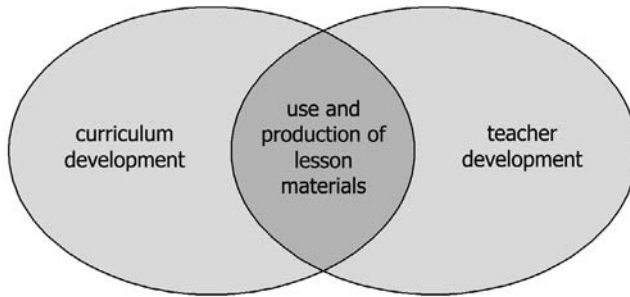 curriculum
development
use and
production of
lesson
materials
teacher
development